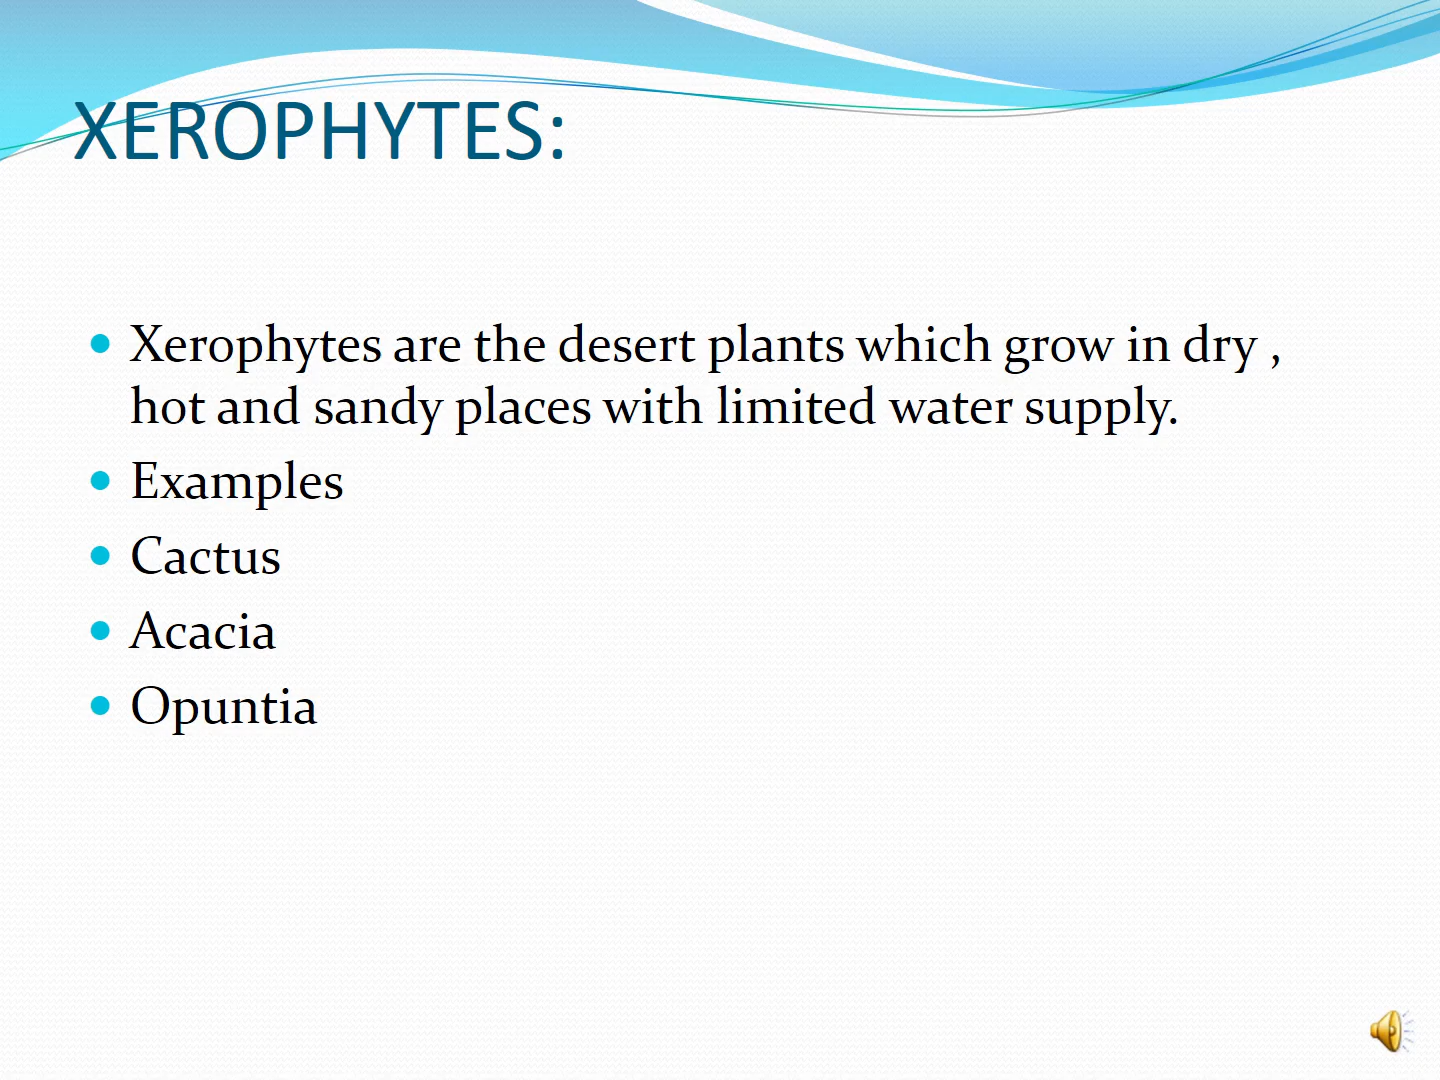 XEROPHYTES:
Xerophytes are the desert plants which grow in dry ,
hot and sandy places with limited water supply.
Examples
Cactus
Acacia
Opuntia